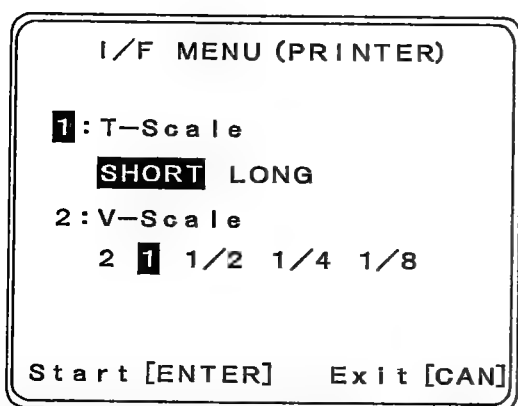 I/F MENU (PRINTER)
1:T-Scale
SHORT LONG
2:V-Scale
2 1 1/2 1/4 1/8
Start [ENTER] Exit [CAN]